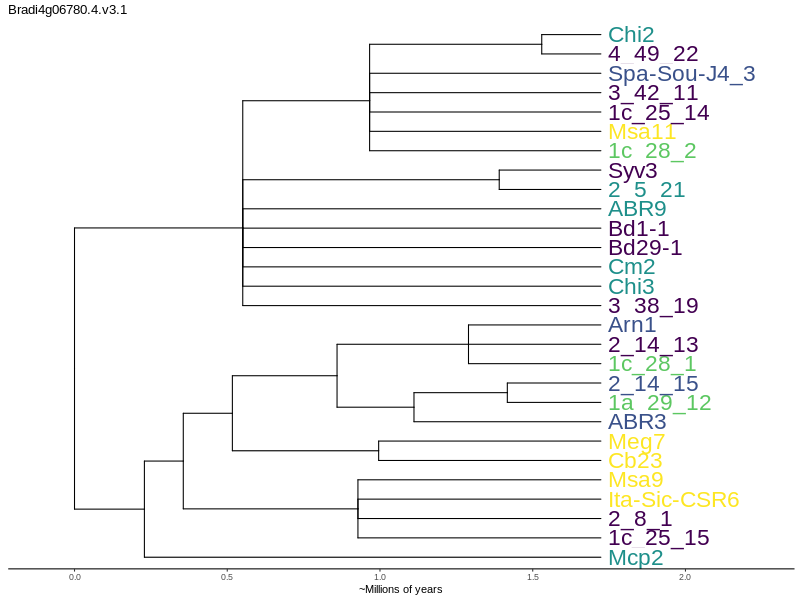 Bradi4g06780.4.v3.1
Chi2
4_49_22
Spa-Sou-J4_3
3_42_11
1c_25_14
Msa11
1c_28_2
Syv3
2_5_21
ABR9
Bd1-1
Bd29-1
Cm2
Chi3
3_38_19
Arn1
2_14_13
1c_28_1
2_14_15
1a_29_12
ABR3
Meg7
Cb23
Msa9
Ita-Sic-CSR6
2_8_1
1c_25_15
Mcp2
0.0 0.5 1.0 1.5 2.0
~Millions of years